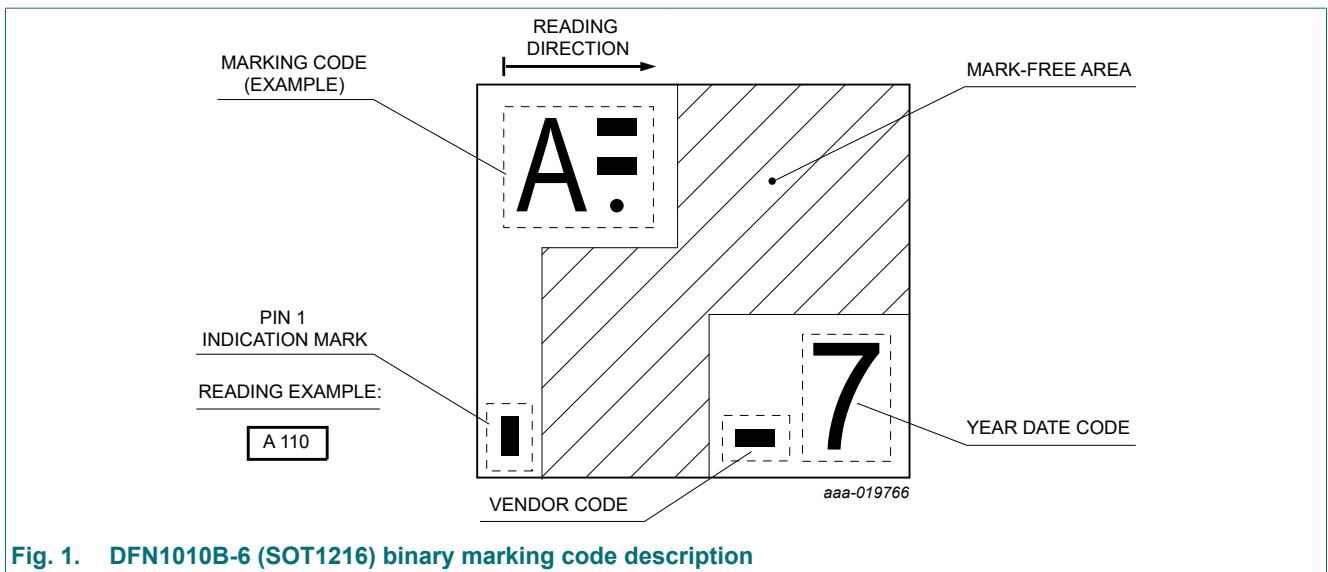 READING
DIRECTION
MARKING CODE
(EXAMPLE)
MARK-FREE AREA
A
PIN 1
INDICATION MARK
READING EXAMPLE:
A 110
7
YEAR DATE CODE
VENDOR CODE
aaa-019766
Fig. 1. DFN1010B-6 (SOT1216) binary marking code description